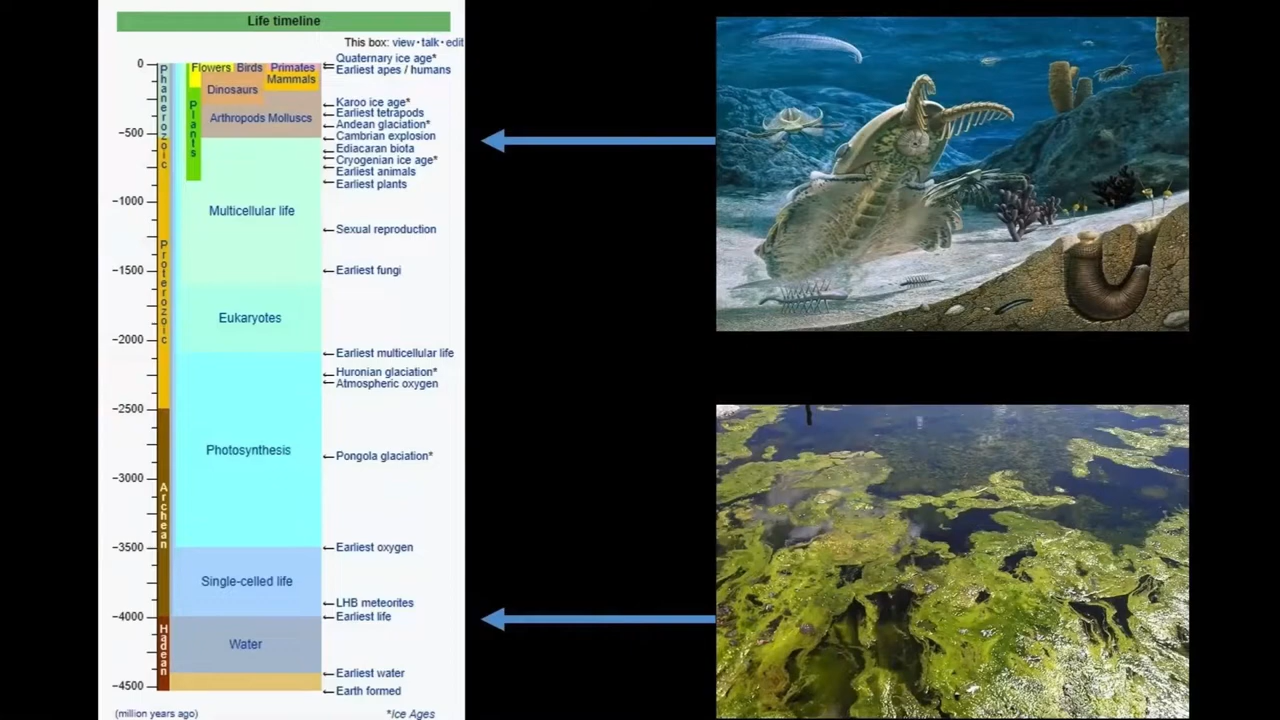 Life timeline
This box: view · talk · edit
0
−500
−1000
−1500
−2000
−2500
−3000
−3500
−4000
−4500
Phanerozoic
Proterozoic
Archean
Hadean
Flowers
Birds
Primates
Mammals
Dinosaurs
Plants
Arthropods Molluscs
Multicellular life
Eukaryotes
Photosynthesis
Single-celled life
Water
←Quaternary ice age*
←Earliest apes / humans
←Karoo ice age*
←Earliest tetrapods
←Andean glaciation*
←Cambrian explosion
←Ediacaran biota
←Cryogenian ice age*
←Earliest animals
←Earliest plants
←Sexual reproduction
←Earliest fungi
←Earliest multicellular life
←Huronian glaciation*
←Atmospheric oxygen
←Pongola glaciation*
←Earliest oxygen
←LHB meteorites
←Earliest life
←Earliest water
←Earth formed
(million years ago)
*Ice Ages